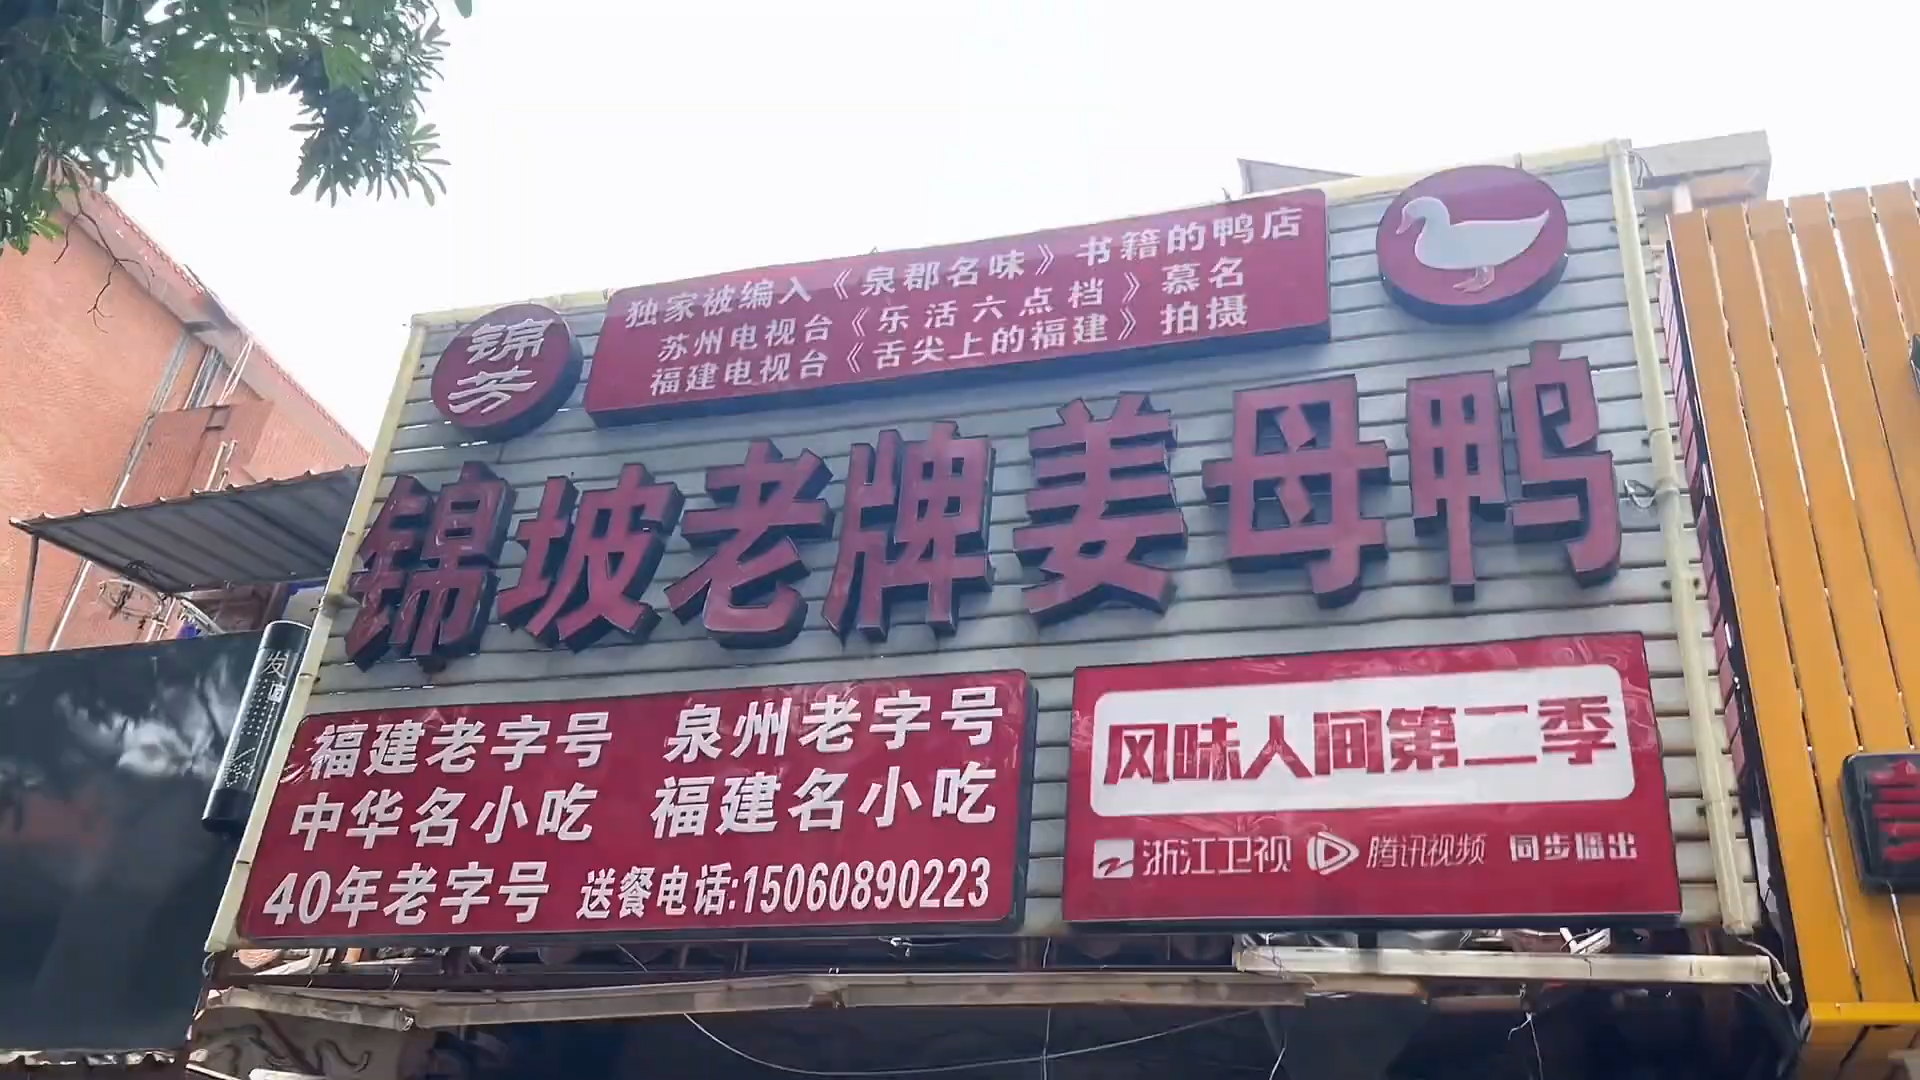 独家被编入《泉郡名味》书籍的鸭店
苏州电视台《乐活六点档》慕名
福建电视台《舌尖上的福建》拍摄
锦芳
锦坡老牌姜母鸭
福建老字号 泉州老字号
中华名小吃 福建名小吃
40年老字号 送餐电话:15060890223
风味人间第二季
浙江卫视 腾讯视频 同步播出
发